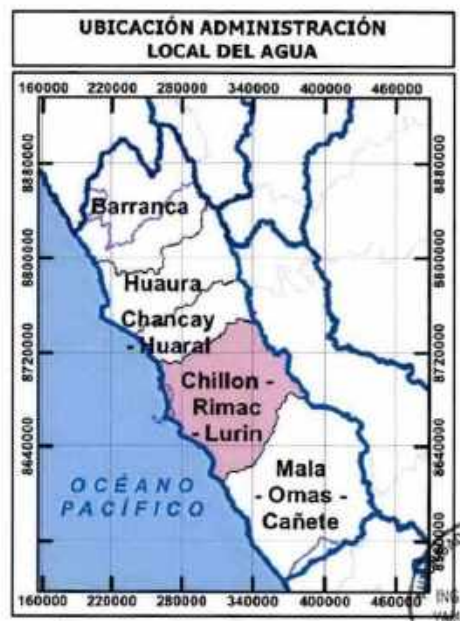 UBICACIÓN ADMINISTRACIÓN
LOCAL DEL AGUA
160000 220000 280000 340000 400000 460000
8880000 8880000
Barranca
8800000 8800000
Huaura
Chancay
- Huaral
8720000 8720000
Chillon -
Rimac
- Lurin
8640000 8640000
Mala
- Omas -
Cañete
OCÉANO
PACÍFICO
160000 220000 280000 340000 400000 460000
ING